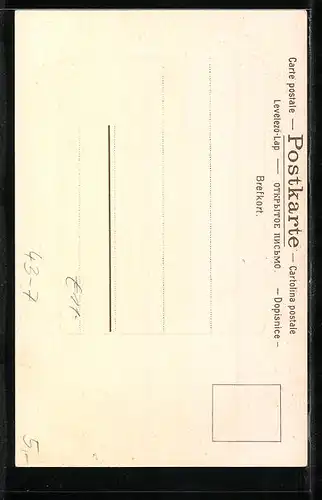 Carte postale — Postkarte — Cartolina postale
Levelező-Lap — ОТКРЫТОЕ ПИСЬМО. — Dopisnice –
Brefkort.
43-7
5,-